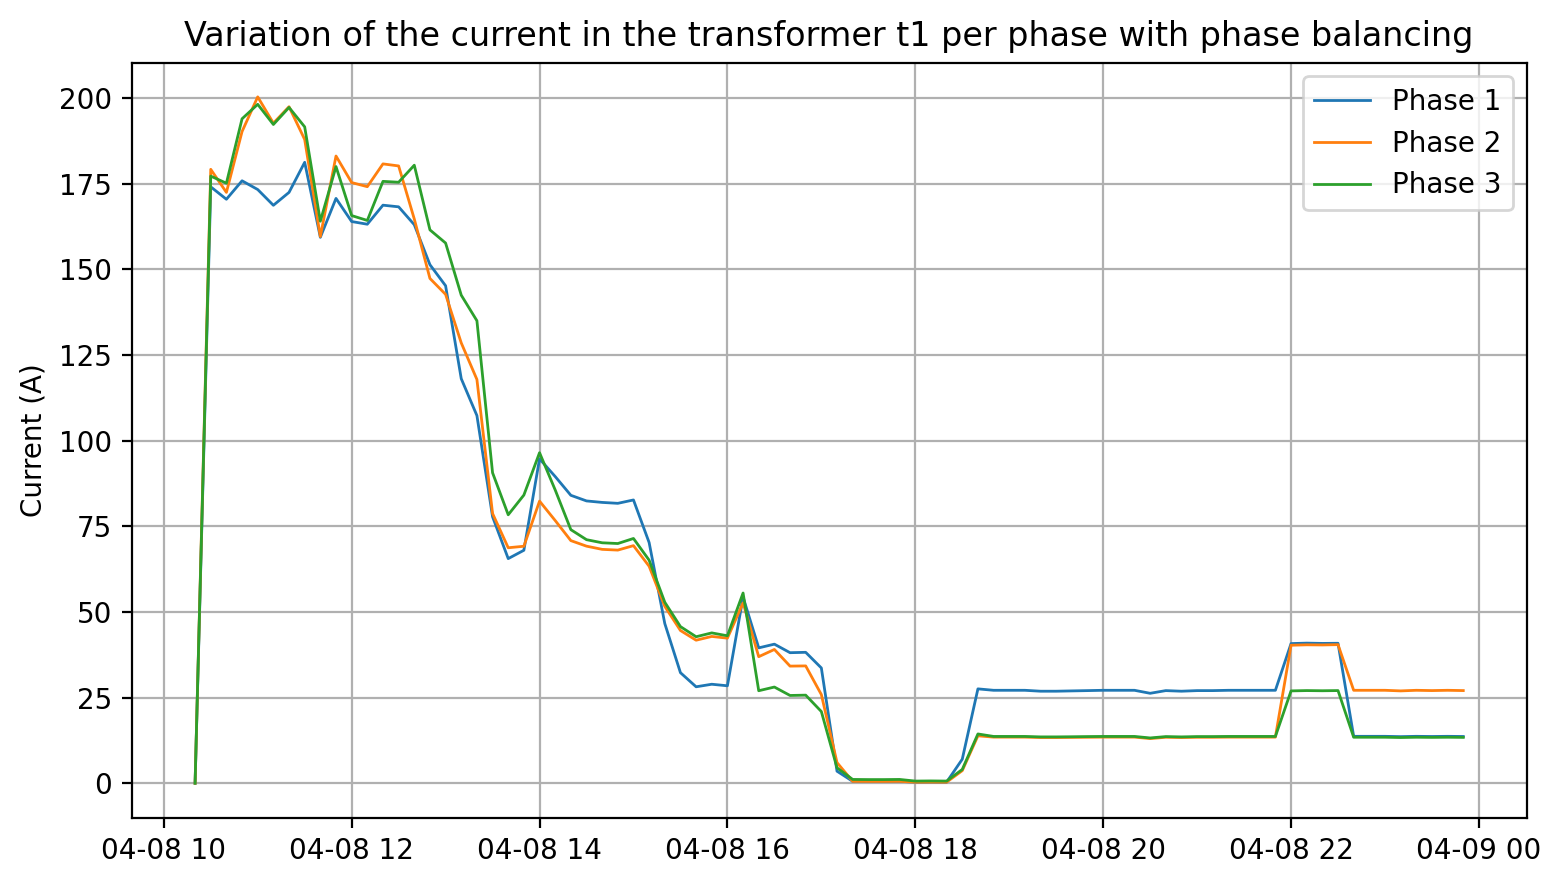 Variation of the current in the transformer t1 per phase with phase balancing
Phase 1
Phase 2
Phase 3
Current (A)
200
175
150
125
100
75
50
25
0
04-08 10 04-08 12 04-08 14 04-08 16 04-08 18 04-08 20 04-08 22 04-09 00